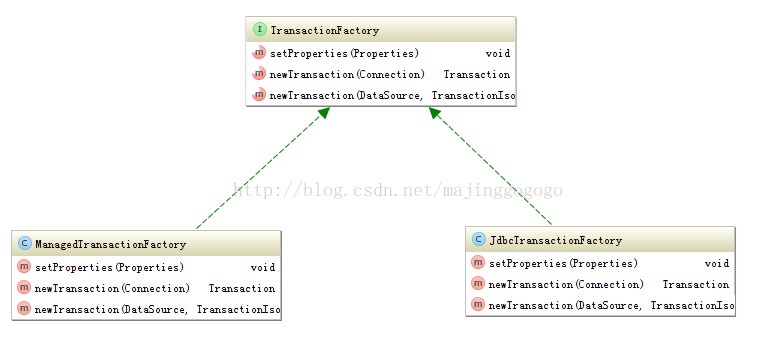 I TransactionFactory
m setProperties(Properties) void
m newTransaction(Connection) Transaction
m newTransaction(DataSource, TransactionIso
http://blog.csdn.net/majinggogogo
C ManagedTransactionFactory
m setProperties(Properties) void
m newTransaction(Connection) Transaction
m newTransaction(DataSource, TransactionIso
C JdbcTransactionFactory
m setProperties(Properties) void
m newTransaction(Connection) Transaction
m newTransaction(DataSource, TransactionIso